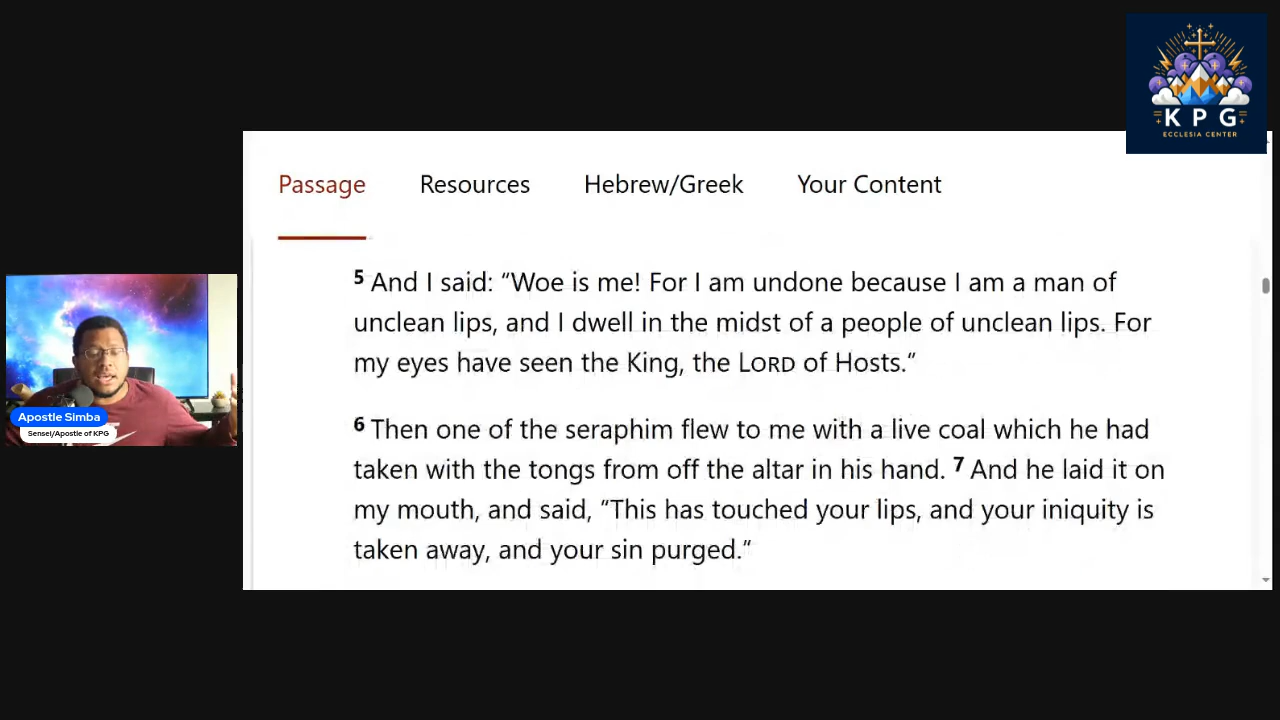 K P G
ECCLESIA CENTER
Passage Resources Hebrew/Greek Your Content
5 And I said: “Woe is me! For I am undone because I am a man of
unclean lips, and I dwell in the midst of a people of unclean lips. For
my eyes have seen the King, the LORD of Hosts.”
6 Then one of the seraphim flew to me with a live coal which he had
taken with the tongs from off the altar in his hand. 7 And he laid it on
my mouth, and said, “This has touched your lips, and your iniquity is
taken away, and your sin purged.”
Apostle Simba
Sensei/Apostle of KPG